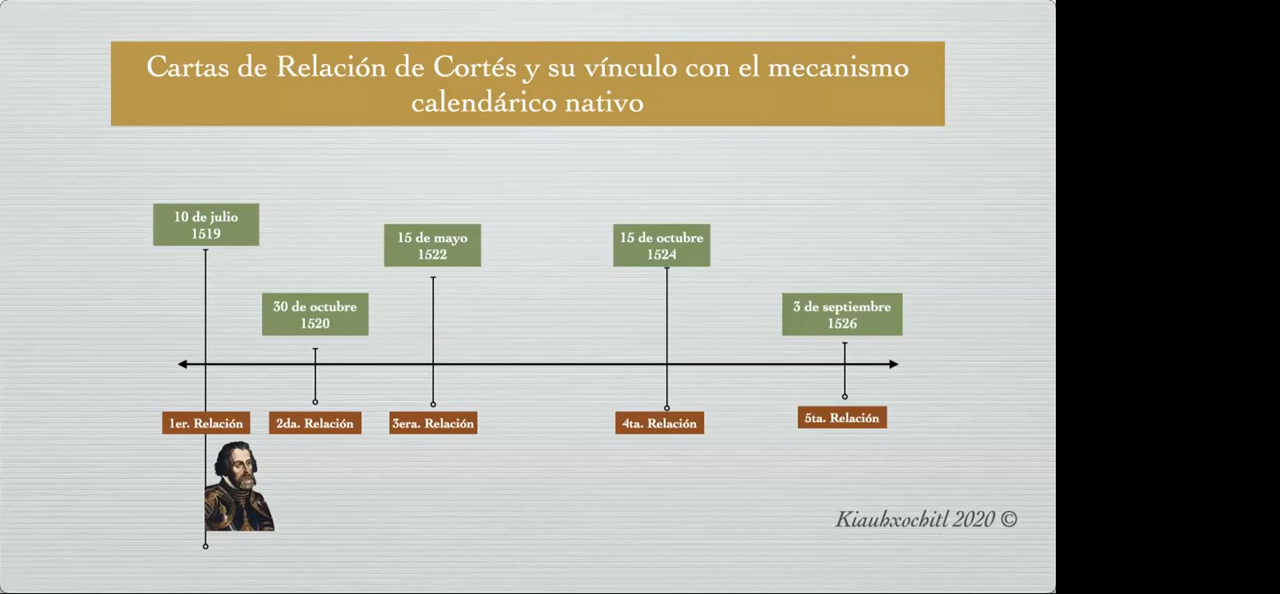 Cartas de Relación de Cortés y su vínculo con el mecanismo
calendárico nativo
10 de julio
1519
30 de octubre
1520
15 de mayo
1522
15 de octubre
1524
3 de septiembre
1526
1er. Relación
2da. Relación
3era. Relación
4ta. Relación
5ta. Relación
Kiauhxochitl 2020 ©